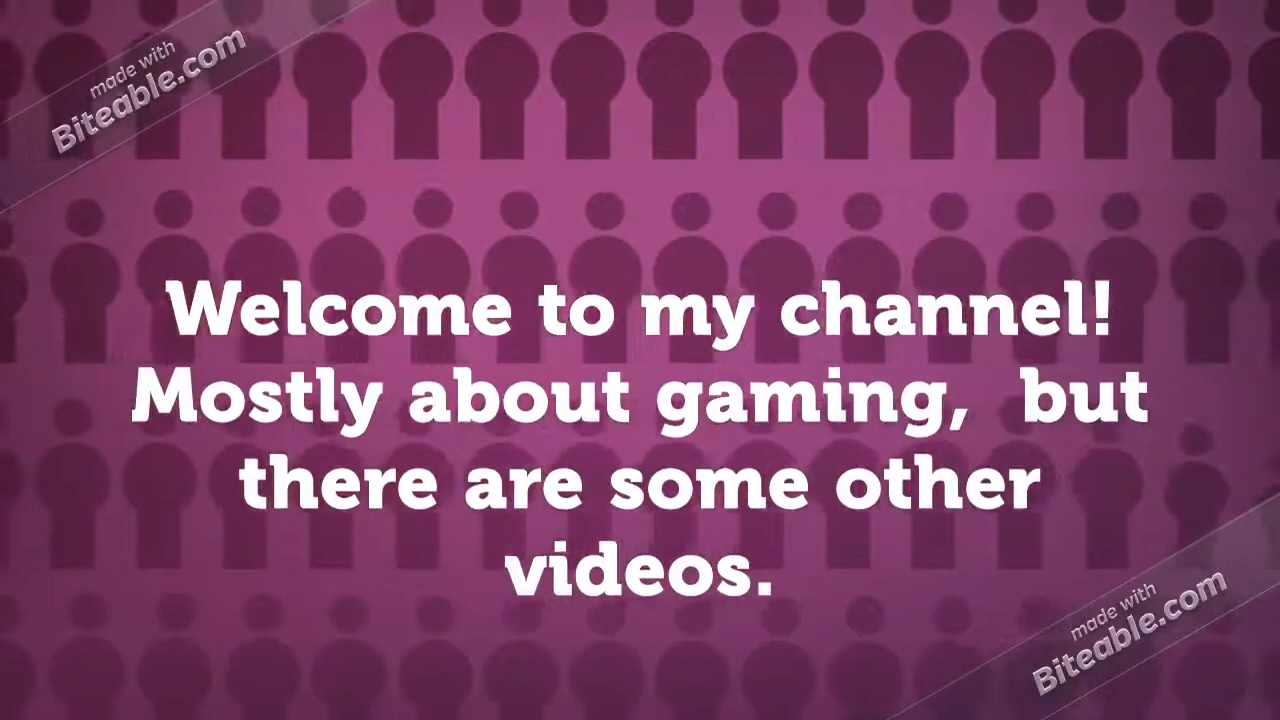 made with
Biteable.com
Welcome to my channel!
Mostly about gaming,  but
there are some other
videos.
made with
Biteable.com